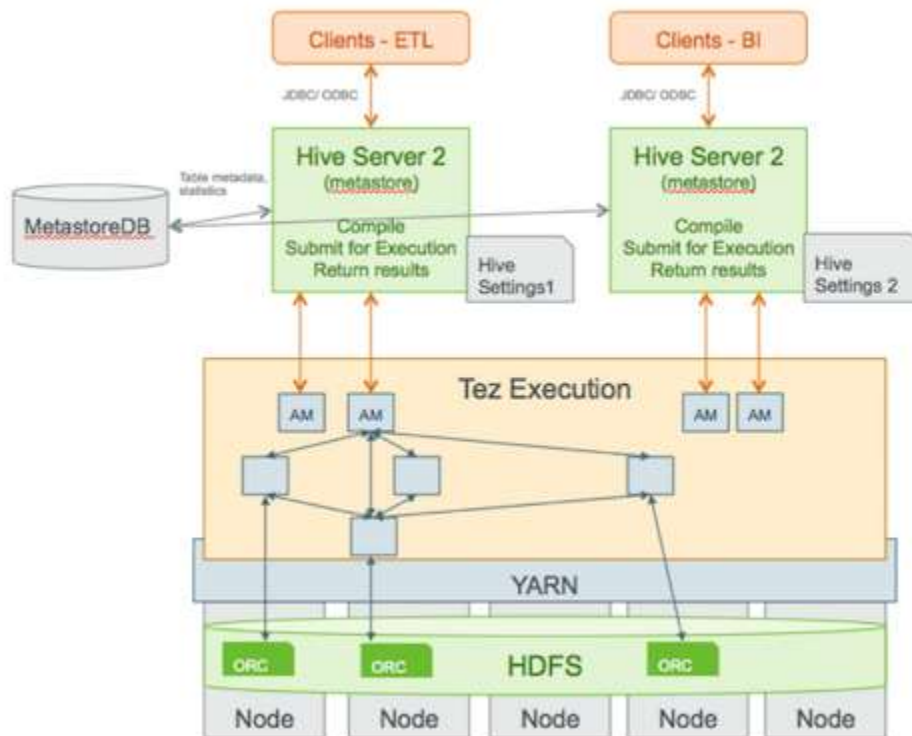 Clients - ETL
Clients - BI
JDBC/ ODBC
JDBC/ ODBC
Hive Server 2
(metastore)
Compile
Submit for Execution
Return results
Hive Server 2
(metastore)
Compile
Submit for Execution
Return results
Table metadata,
statistics
MetastoreDB
Hive
Settings1
Hive
Settings 2
Tez Execution
AM
AM
AM
AM
YARN
ORC
ORC
HDFS
ORC
Node
Node
Node
Node
Node